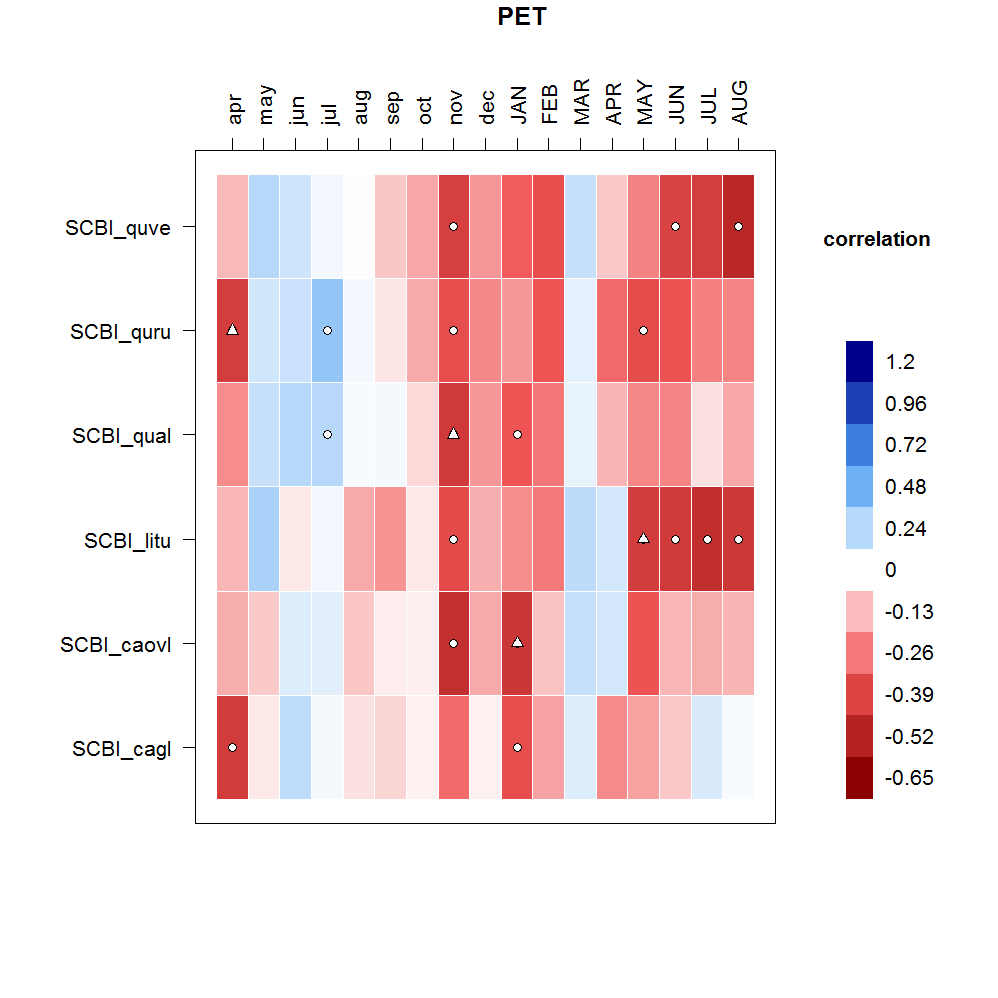 PET
apr may jun jul aug sep oct nov dec JAN FEB MAR APR MAY JUN JUL AUG
SCBI_quve
correlation
SCBI_quru
1.2
0.96
SCBI_qual
0.72
0.48
0.24
SCBI_litu
0
-0.13
SCBI_caovl
-0.26
-0.39
SCBI_cagl
-0.52
-0.65